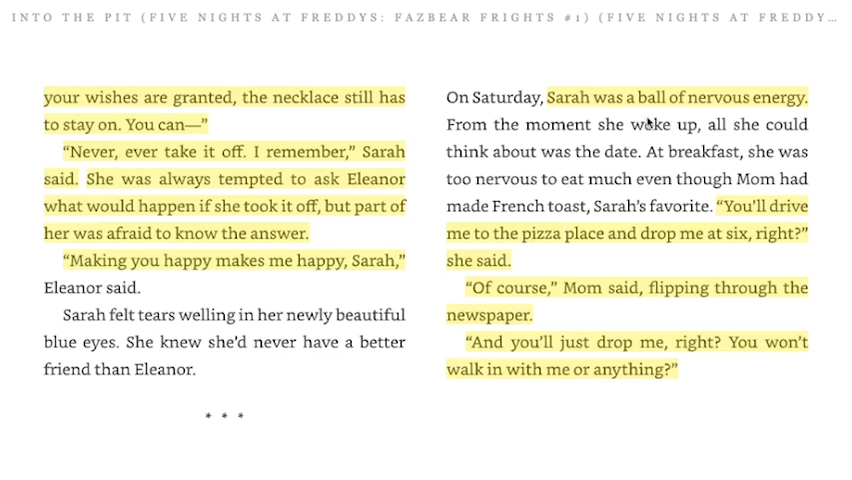 INTO THE PIT (FIVE NIGHTS AT FREDDYS: FAZBEAR FRIGHTS #1) (FIVE NIGHTS AT FREDDY...
your wishes are granted, the necklace still has
to stay on. You can—”
“Never, ever take it off. I remember,” Sarah
said. She was always tempted to ask Eleanor
what would happen if she took it off, but part of
her was afraid to know the answer.
“Making you happy makes me happy, Sarah,”
Eleanor said.
Sarah felt tears welling in her newly beautiful
blue eyes. She knew she’d never have a better
friend than Eleanor.
* * *
On Saturday, Sarah was a ball of nervous energy.
From the moment she woke up, all she could
think about was the date. At breakfast, she was
too nervous to eat much even though Mom had
made French toast, Sarah’s favorite. “You’ll drive
me to the pizza place and drop me at six, right?”
she said.
“Of course,” Mom said, flipping through the
newspaper.
“And you’ll just drop me, right? You won’t
walk in with me or anything?”